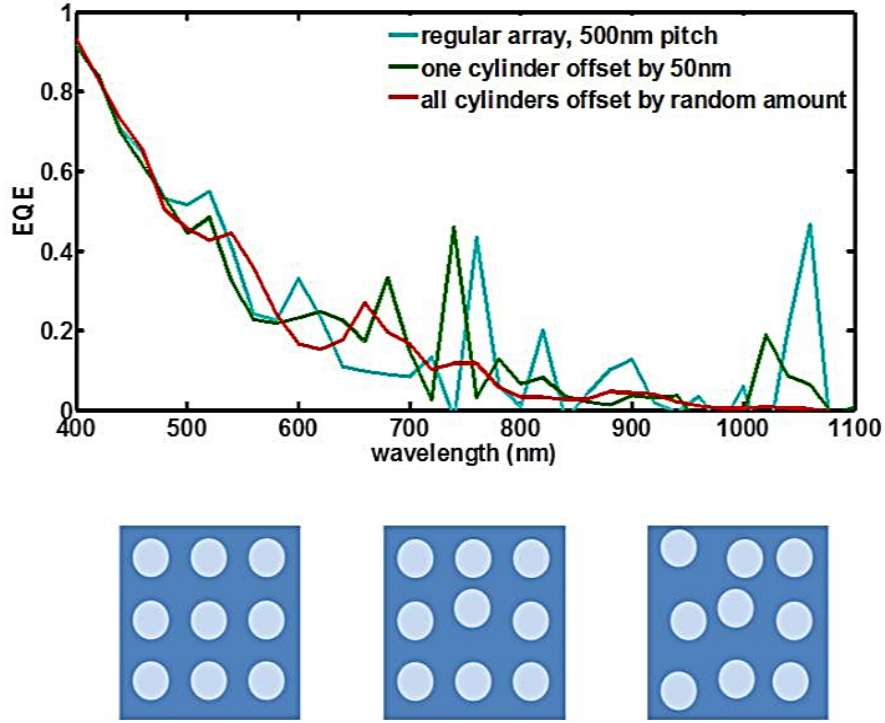 1
regular array, 500nm pitch
one cylinder offset by 50nm
all cylinders offset by random amount
0.8
0.6
EQE
0.4
0.2
0
400 500 600 700 800 900 1000 1100
wavelength (nm)